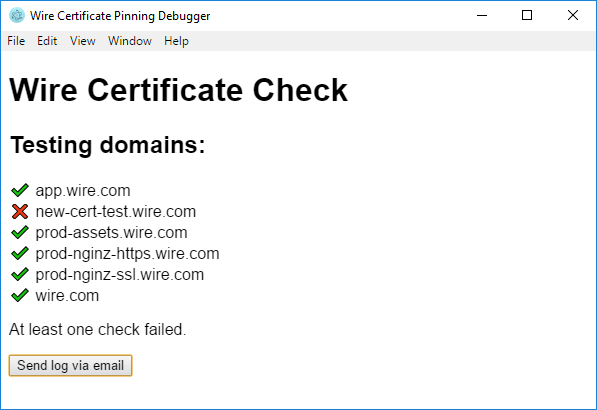 Wire Certificate Pinning Debugger
File Edit View Window Help
Wire Certificate Check
Testing domains:
app.wire.com
new-cert-test.wire.com
prod-assets.wire.com
prod-nginz-https.wire.com
prod-nginz-ssl.wire.com
wire.com
At least one check failed.
Send log via email